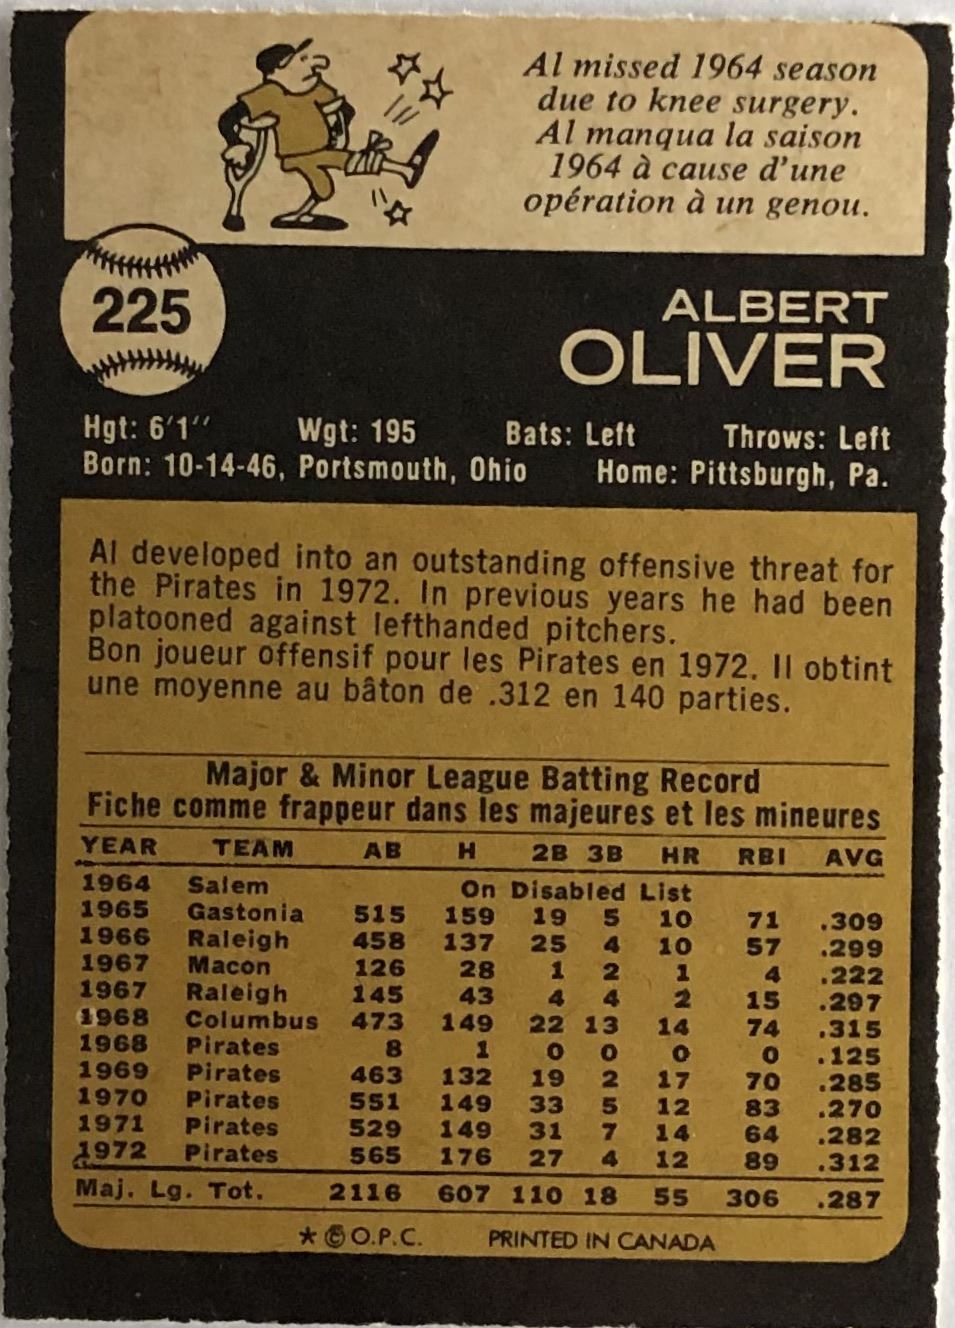 Al missed 1964 season
due to knee surgery.
Al manqua la saison
1964 à cause d'une
opération à un genou.
225
ALBERT
OLIVER
Hgt: 6'1" Wgt: 195 Bats: Left Throws: Left
Born: 10-14-46, Portsmouth, Ohio Home: Pittsburgh, Pa.
Al developed into an outstanding offensive threat for
the Pirates in 1972. In previous years he had been
platooned against lefthanded pitchers.
Bon joueur offensif pour les Pirates en 1972. Il obtint
une moyenne au bâton de .312 en 140 parties.
Major & Minor League Batting Record
Fiche comme frappeur dans les majeures et les mineures
YEAR TEAM AB H 2B 3B HR RBI AVG
1964 Salem On Disabled List
1965 Gastonia 515 159 19 5 10 71 .309
1966 Raleigh 458 137 25 4 10 57 .299
1967 Macon 126 28 1 2 1 4 .222
1967 Raleigh 145 43 4 4 2 15 .297
1968 Columbus 473 149 22 13 14 74 .315
1968 Pirates 8 1 0 0 0 0 .125
1969 Pirates 463 132 19 2 17 70 .285
1970 Pirates 551 149 33 5 12 83 .270
1971 Pirates 529 149 31 7 14 64 .282
1972 Pirates 565 176 27 4 12 89 .312
Maj. Lg. Tot. 2116 607 110 18 55 306 .287
* © O.P.C. PRINTED IN CANADA